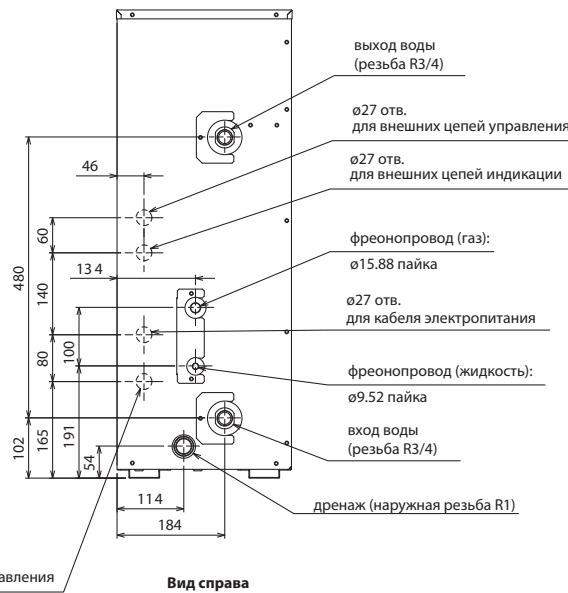 выход воды
(резьба R3/4)
ø27 отв.
для внешних цепей управления
ø27 отв.
для внешних цепей индикации
46
60
480
134
фреонопровод (газ):
ø15.88 пайка
140
ø27 отв.
для кабеля электропитания
100
80
фреонопровод (жидкость):
ø9.52 пайка
вход воды
(резьба R3/4)
102
165
191
54
114
дренаж (наружная резьба R1)
184
авления
Вид справа